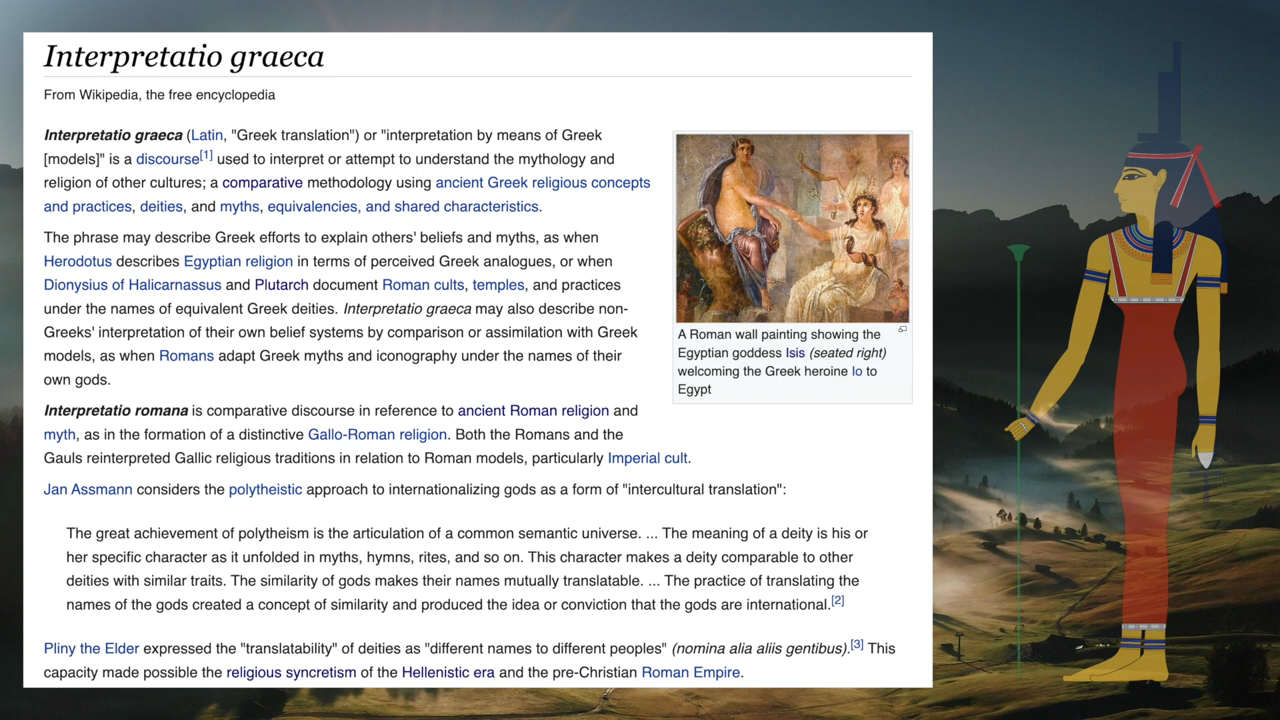 Interpretatio graeca
From Wikipedia, the free encyclopedia
Interpretatio graeca (Latin, "Greek translation") or "interpretation by means of Greek
[models]" is a discourse[1] used to interpret or attempt to understand the mythology and
religion of other cultures; a comparative methodology using ancient Greek religious concepts
and practices, deities, and myths, equivalencies, and shared characteristics.
The phrase may describe Greek efforts to explain others' beliefs and myths, as when
Herodotus describes Egyptian religion in terms of perceived Greek analogues, or when
Dionysius of Halicarnassus and Plutarch document Roman cults, temples, and practices
under the names of equivalent Greek deities. Interpretatio graeca may also describe non-
Greeks' interpretation of their own belief systems by comparison or assimilation with Greek
models, as when Romans adapt Greek myths and iconography under the names of their
own gods.
A Roman wall painting showing the
Egyptian goddess Isis (seated right)
welcoming the Greek heroine Io to
Egypt
Interpretatio romana is comparative discourse in reference to ancient Roman religion and
myth, as in the formation of a distinctive Gallo-Roman religion. Both the Romans and the
Gauls reinterpreted Gallic religious traditions in relation to Roman models, particularly Imperial cult.
Jan Assmann considers the polytheistic approach to internationalizing gods as a form of "intercultural translation":
The great achievement of polytheism is the articulation of a common semantic universe. ... The meaning of a deity is his or
her specific character as it unfolded in myths, hymns, rites, and so on. This character makes a deity comparable to other
deities with similar traits. The similarity of gods makes their names mutually translatable. ... The practice of translating the
names of the gods created a concept of similarity and produced the idea or conviction that the gods are international.[2]
Pliny the Elder expressed the "translatability" of deities as "different names to different peoples" (nomina alia aliis gentibus).[3] This
capacity made possible the religious syncretism of the Hellenistic era and the pre-Christian Roman Empire.